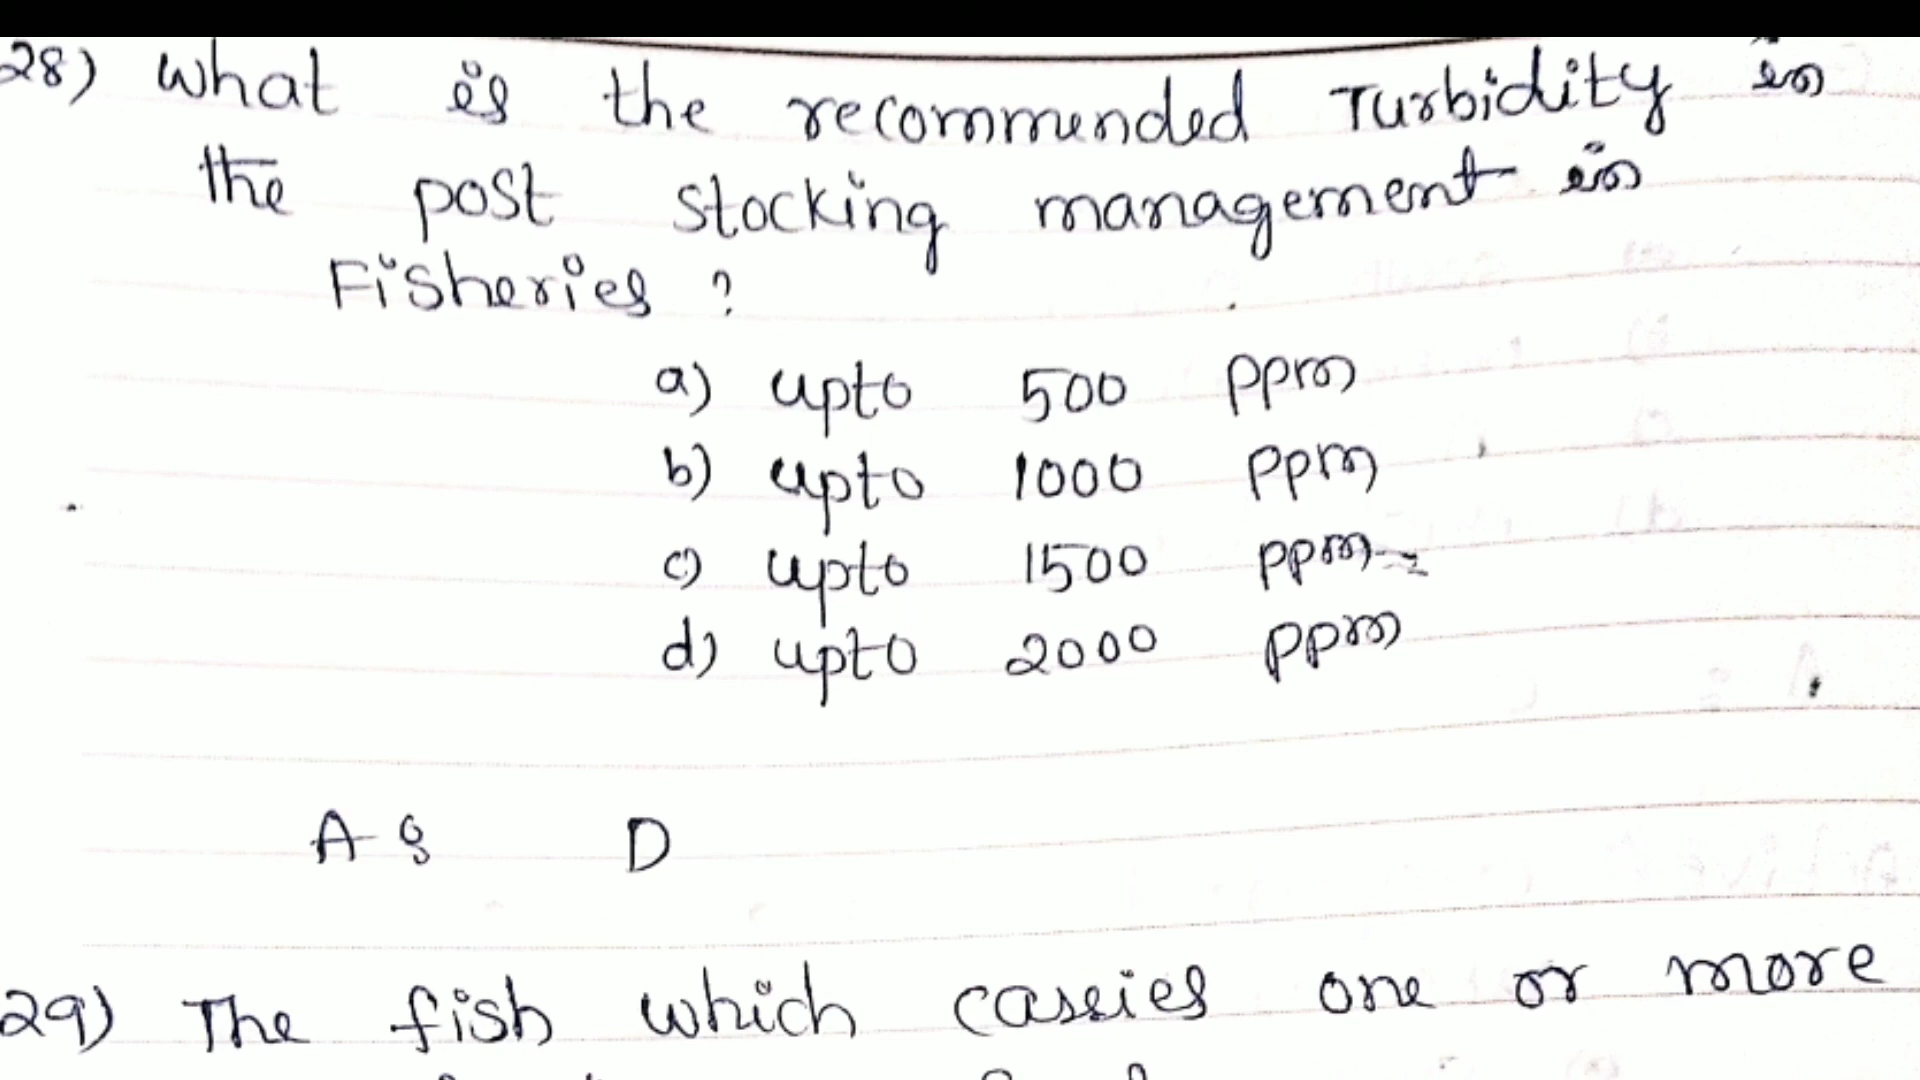 28) What is the recommended Turbidity in
the post stocking management in
Fisheries ?
a) upto 500 ppm
b) upto 1000 ppm
c) upto 1500 ppm
d) upto 2000 ppm
A : D
29) The fish which carries one or more